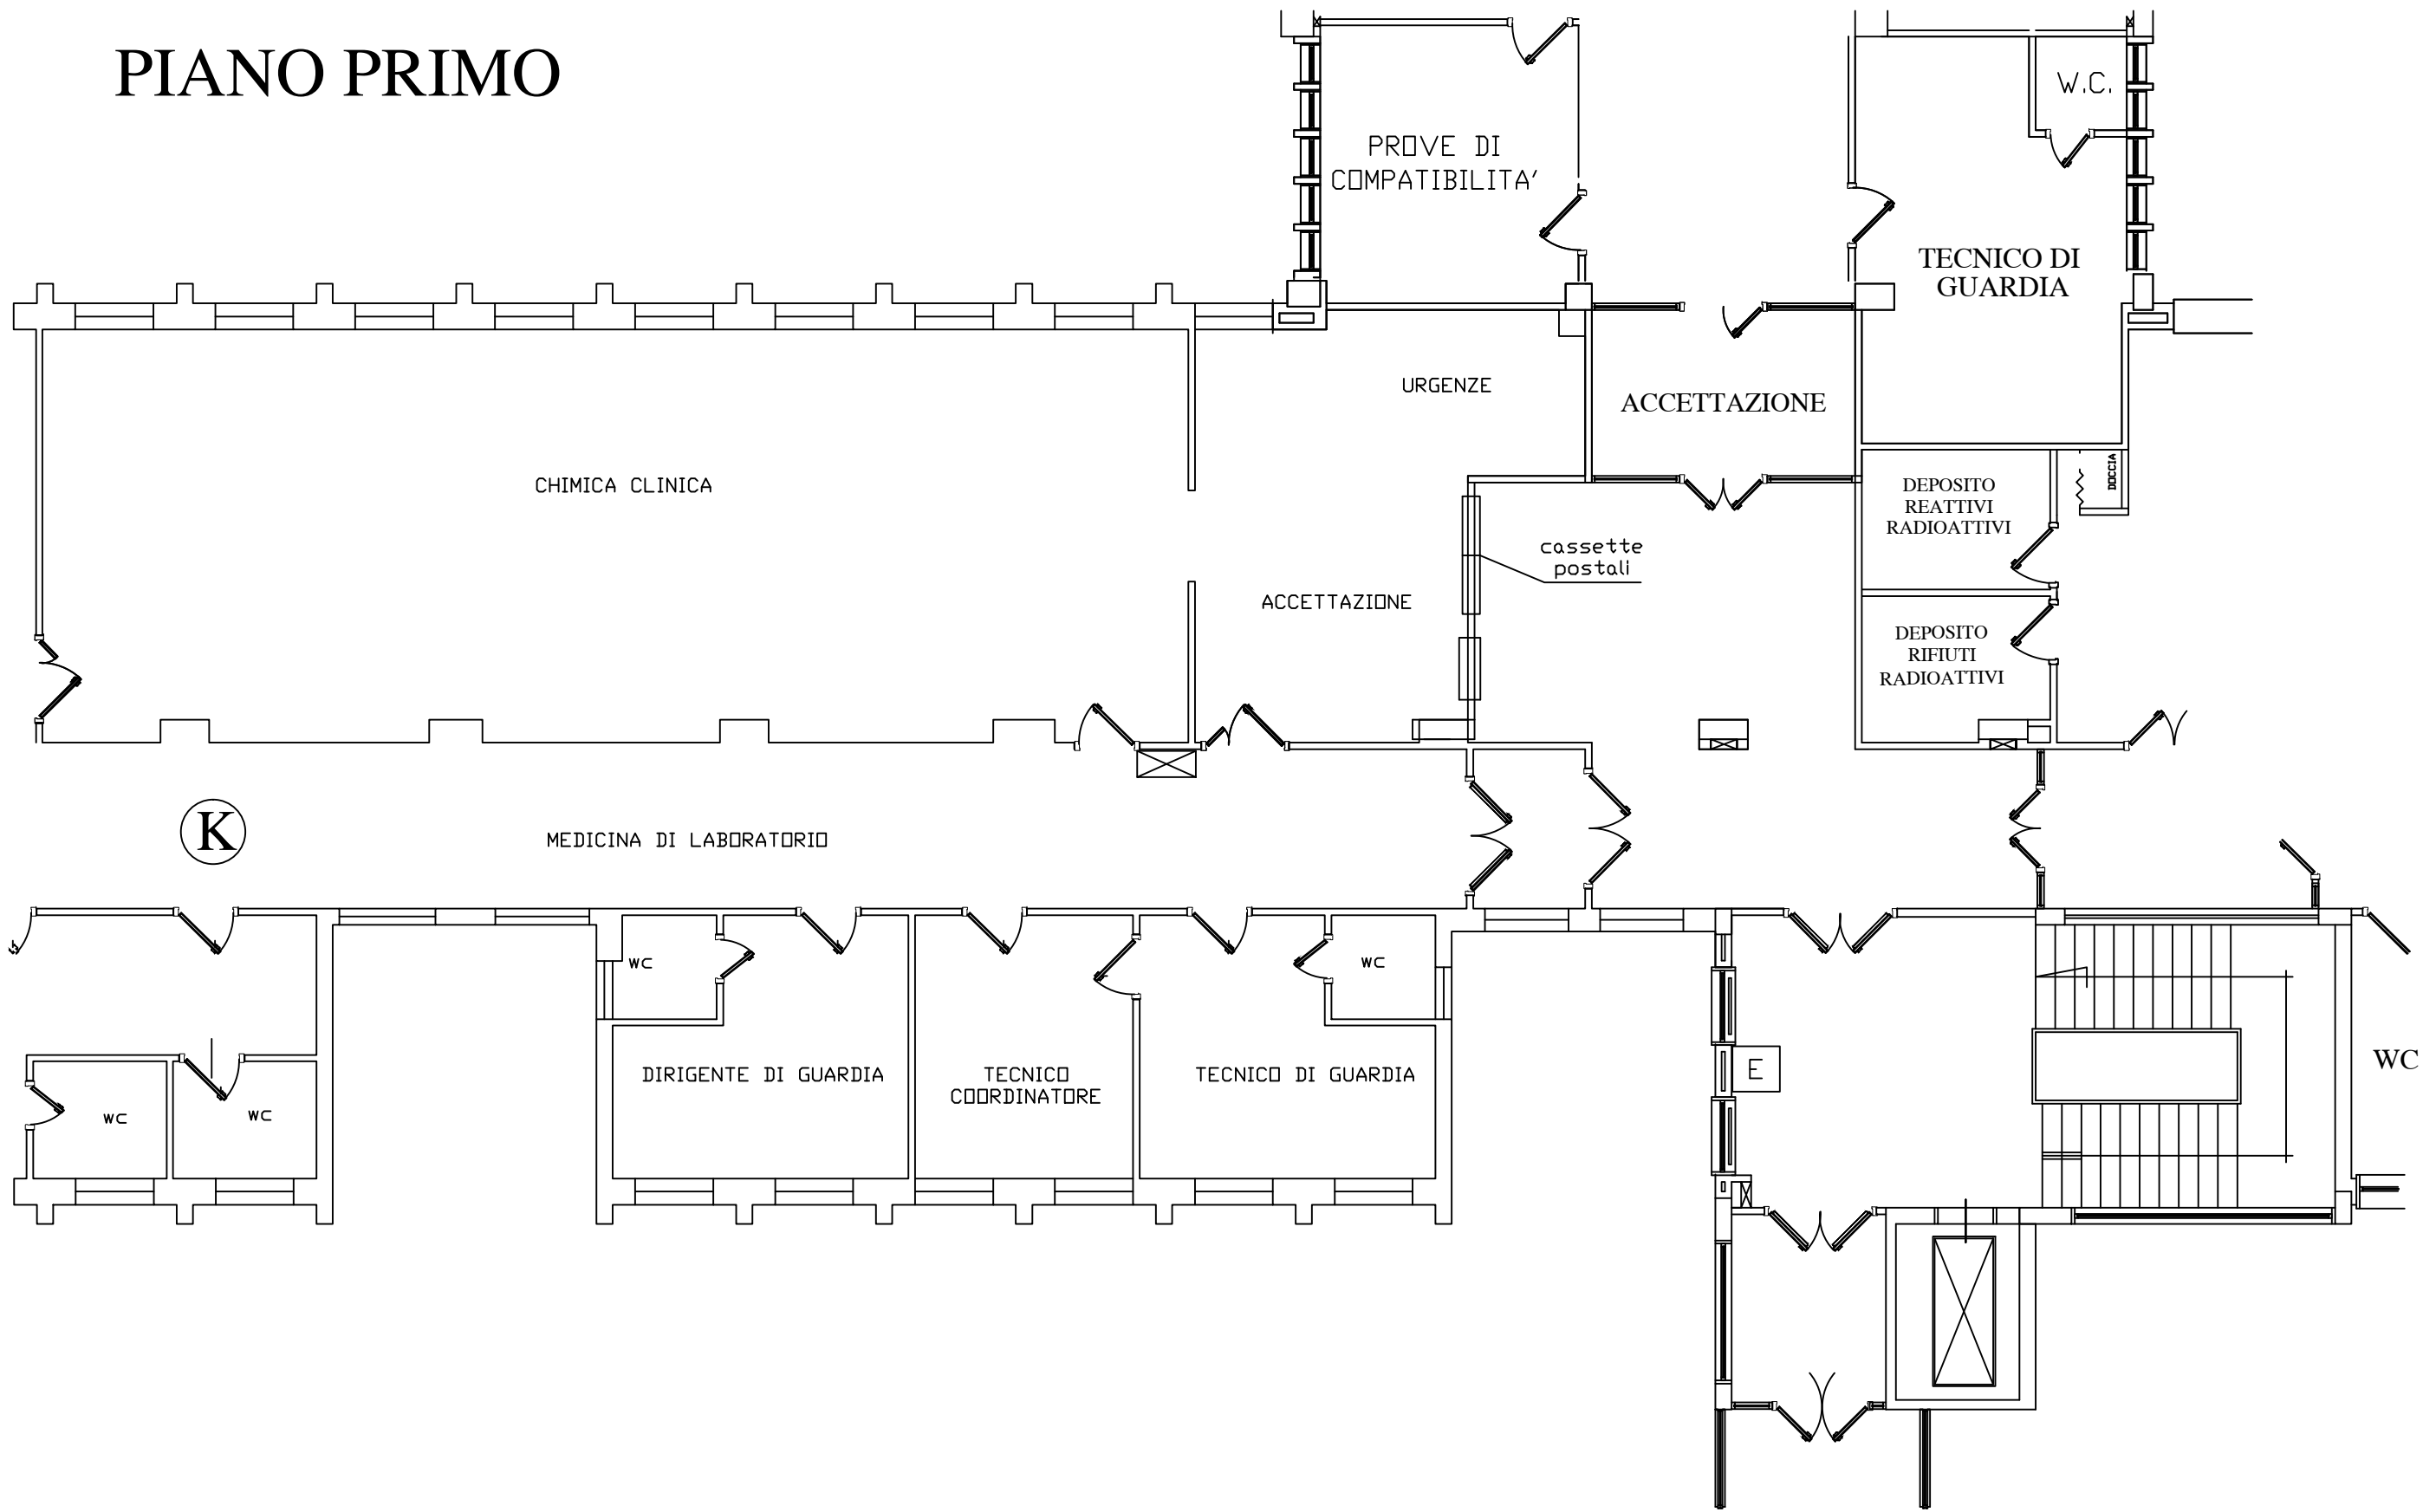 PIANO PRIMO
W.C.
PROVE DI
COMPATIBILITA'
TECNICO DI
GUARDIA
URGENZE
ACCETTAZIONE
CHIMICA CLINICA
DOCCIA
DEPOSITO
REATTIVI
RADIOATTIVI
cassette
postali
ACCETTAZIONE
DEPOSITO
RIFIUTI
RADIOATTIVI
K
MEDICINA DI LABORATORIO
WC
WC
DIRIGENTE DI GUARDIA
TECNICO
COORDINATORE
TECNICO DI GUARDIA
E
WC
WC
WC